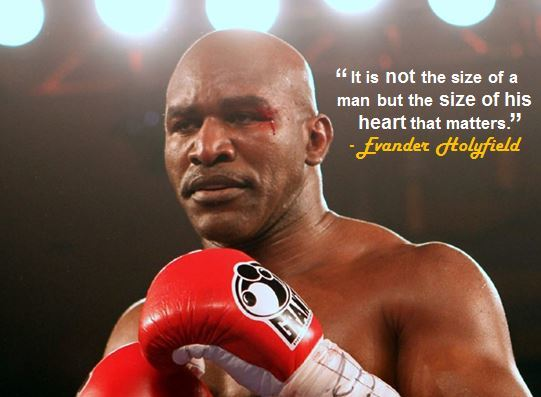 “ It is not the size of a
man but the size of his
heart that matters.”
- Evander Holyfield